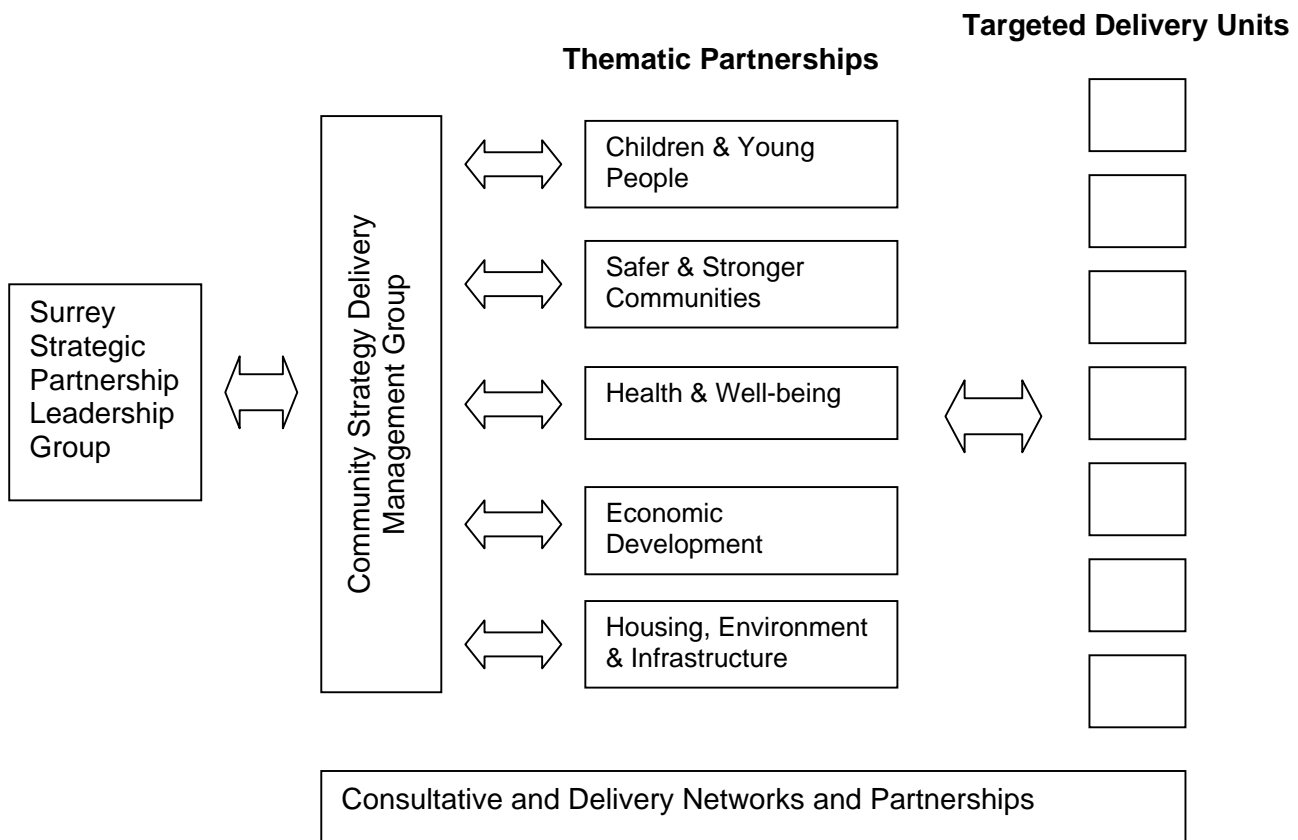 Targeted Delivery Units
Thematic Partnerships
Surrey
Strategic
Partnership
Leadership
Group
Community Strategy Delivery
Management Group
Children & Young
People
Safer & Stronger
Communities
Health & Well-being
Economic
Development
Housing, Environment
& Infrastructure
Consultative and Delivery Networks and Partnerships